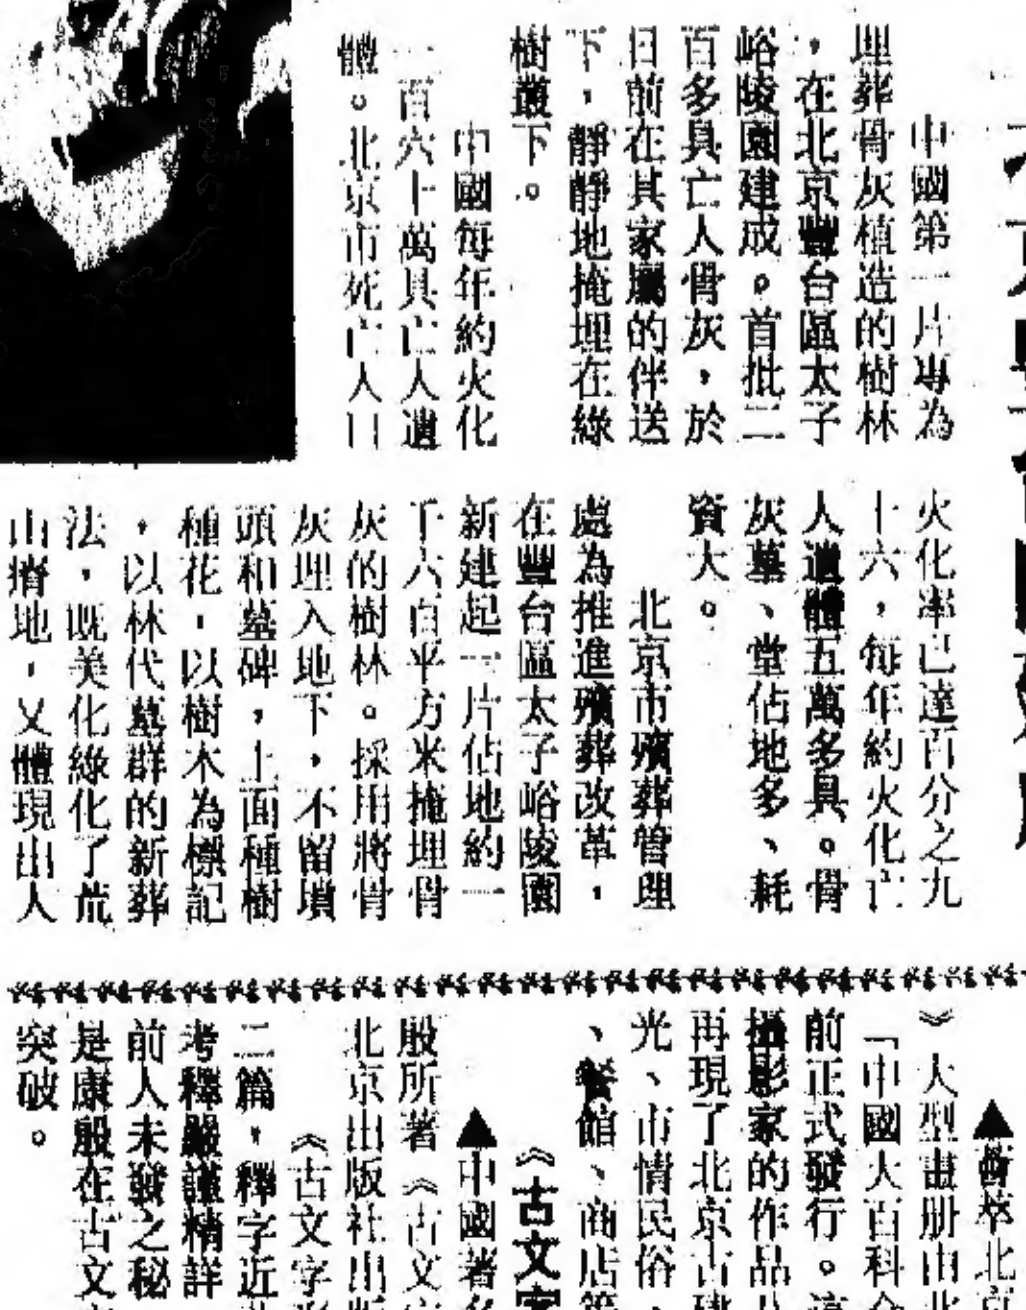 中國第一片專為
埋葬骨灰植造的樹林
，在北京豐台區太子
峪陵園建成。首批二
百多具亡人骨灰，於
日前在其家屬的伴送
下，靜靜地掩埋在綠
樹叢下。
中國每年約火化
一百六十萬具亡人遺
體。北京市死亡人口
火化率已達百分之九
十六，每年約火化亡
人遺體五萬多具。骨
灰墓、堂佔地多、耗
資大。
北京市殯葬管理
處為推進殯葬改革，
在豐台區太子峪陵園
新建起一片佔地約一
千六百平方米掩埋骨
灰的樹林。採用將骨
灰埋入地下，不留墳
頭和墓碑，上面種樹
種花，以樹木為標記
，以林代墓群的新葬
法，既美化綠化了荒
山瘠地，又體現出人
▲薈萃北京
》大型畫册由北
「中國大百科全
前正式發行。這
攝影家的作品
再現了北京古建
光、市情民俗、
、餐館、商店等
《古文字
▲中國著名
殷所著《古文字
北京出版社出版
《古文字
二篇，釋字近
考釋嚴謹精詳
前人未發之秘
是康殷在古文
突破。